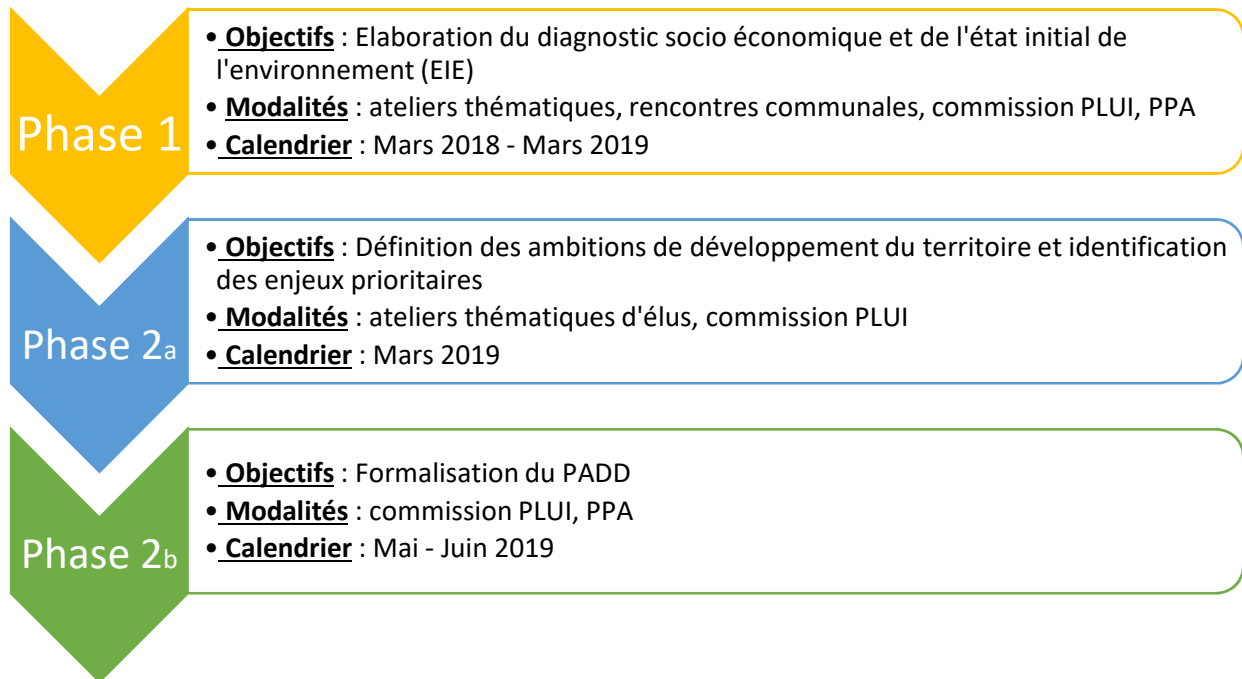 Phase 1
• Objectifs : Elaboration du diagnostic socio économique et de l'état initial de
l'environnement (EIE)
• Modalités : ateliers thématiques, rencontres communales, commission PLUI, PPA
• Calendrier : Mars 2018 - Mars 2019
Phase 2a
• Objectifs : Définition des ambitions de développement du territoire et identification
des enjeux prioritaires
• Modalités : ateliers thématiques d'élus, commission PLUI
• Calendrier : Mars 2019
Phase 2b
• Objectifs : Formalisation du PADD
• Modalités : commission PLUI, PPA
• Calendrier : Mai - Juin 2019